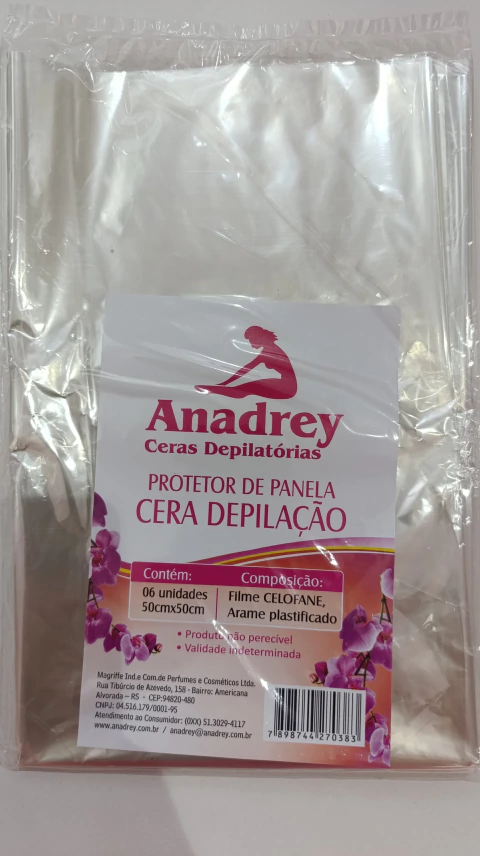 Anadrey
Ceras Depilatórias
PROTETOR DE PANELA
CERA DEPILAÇÃO
Contém:
06 unidades
50cmx50cm
Composição:
Filme CELOFANE,
Arame plastificado
• Produto não perecível
• Validade indeterminada
Magriffe Ind.e Com.de Perfumes e Cosméticos Ltda.
Rua Tibúrcio de Azevedo, 158 - Bairro: Americana
Alvorada – RS - CEP:94820-480
CNPJ: 04.516.179/0001-95
Atendimento ao Consumidor: (0XX) 51.3029-4117
www.anadrey.com.br / anadrey@anadrey.com.br
7 898744 270383